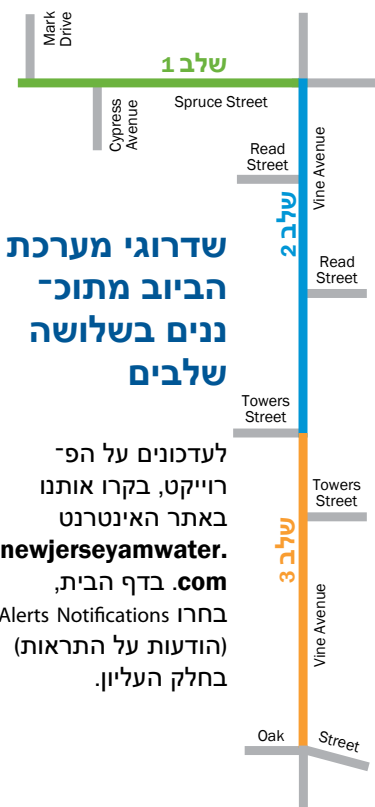 Mark
Drive
שלב 1
Spruce Street
Cypress
Avenue
Vine Avenue
Read
Street
שלב 2
Read
Street
שדרוגי מערכת
הביוב מתוכ־
ננים בשלושה
שלבים
Towers
Street
לעדכונים על הפ־
רוייקט, בקרו אותנו
באתר האינטרנט
newjerseyamwater.
com. בדף הבית,
בחרו Alerts Notifications
(הודעות על התראות)
בחלק העליון.
Towers
Street
שלב 3
Vine Avenue
Oak Street